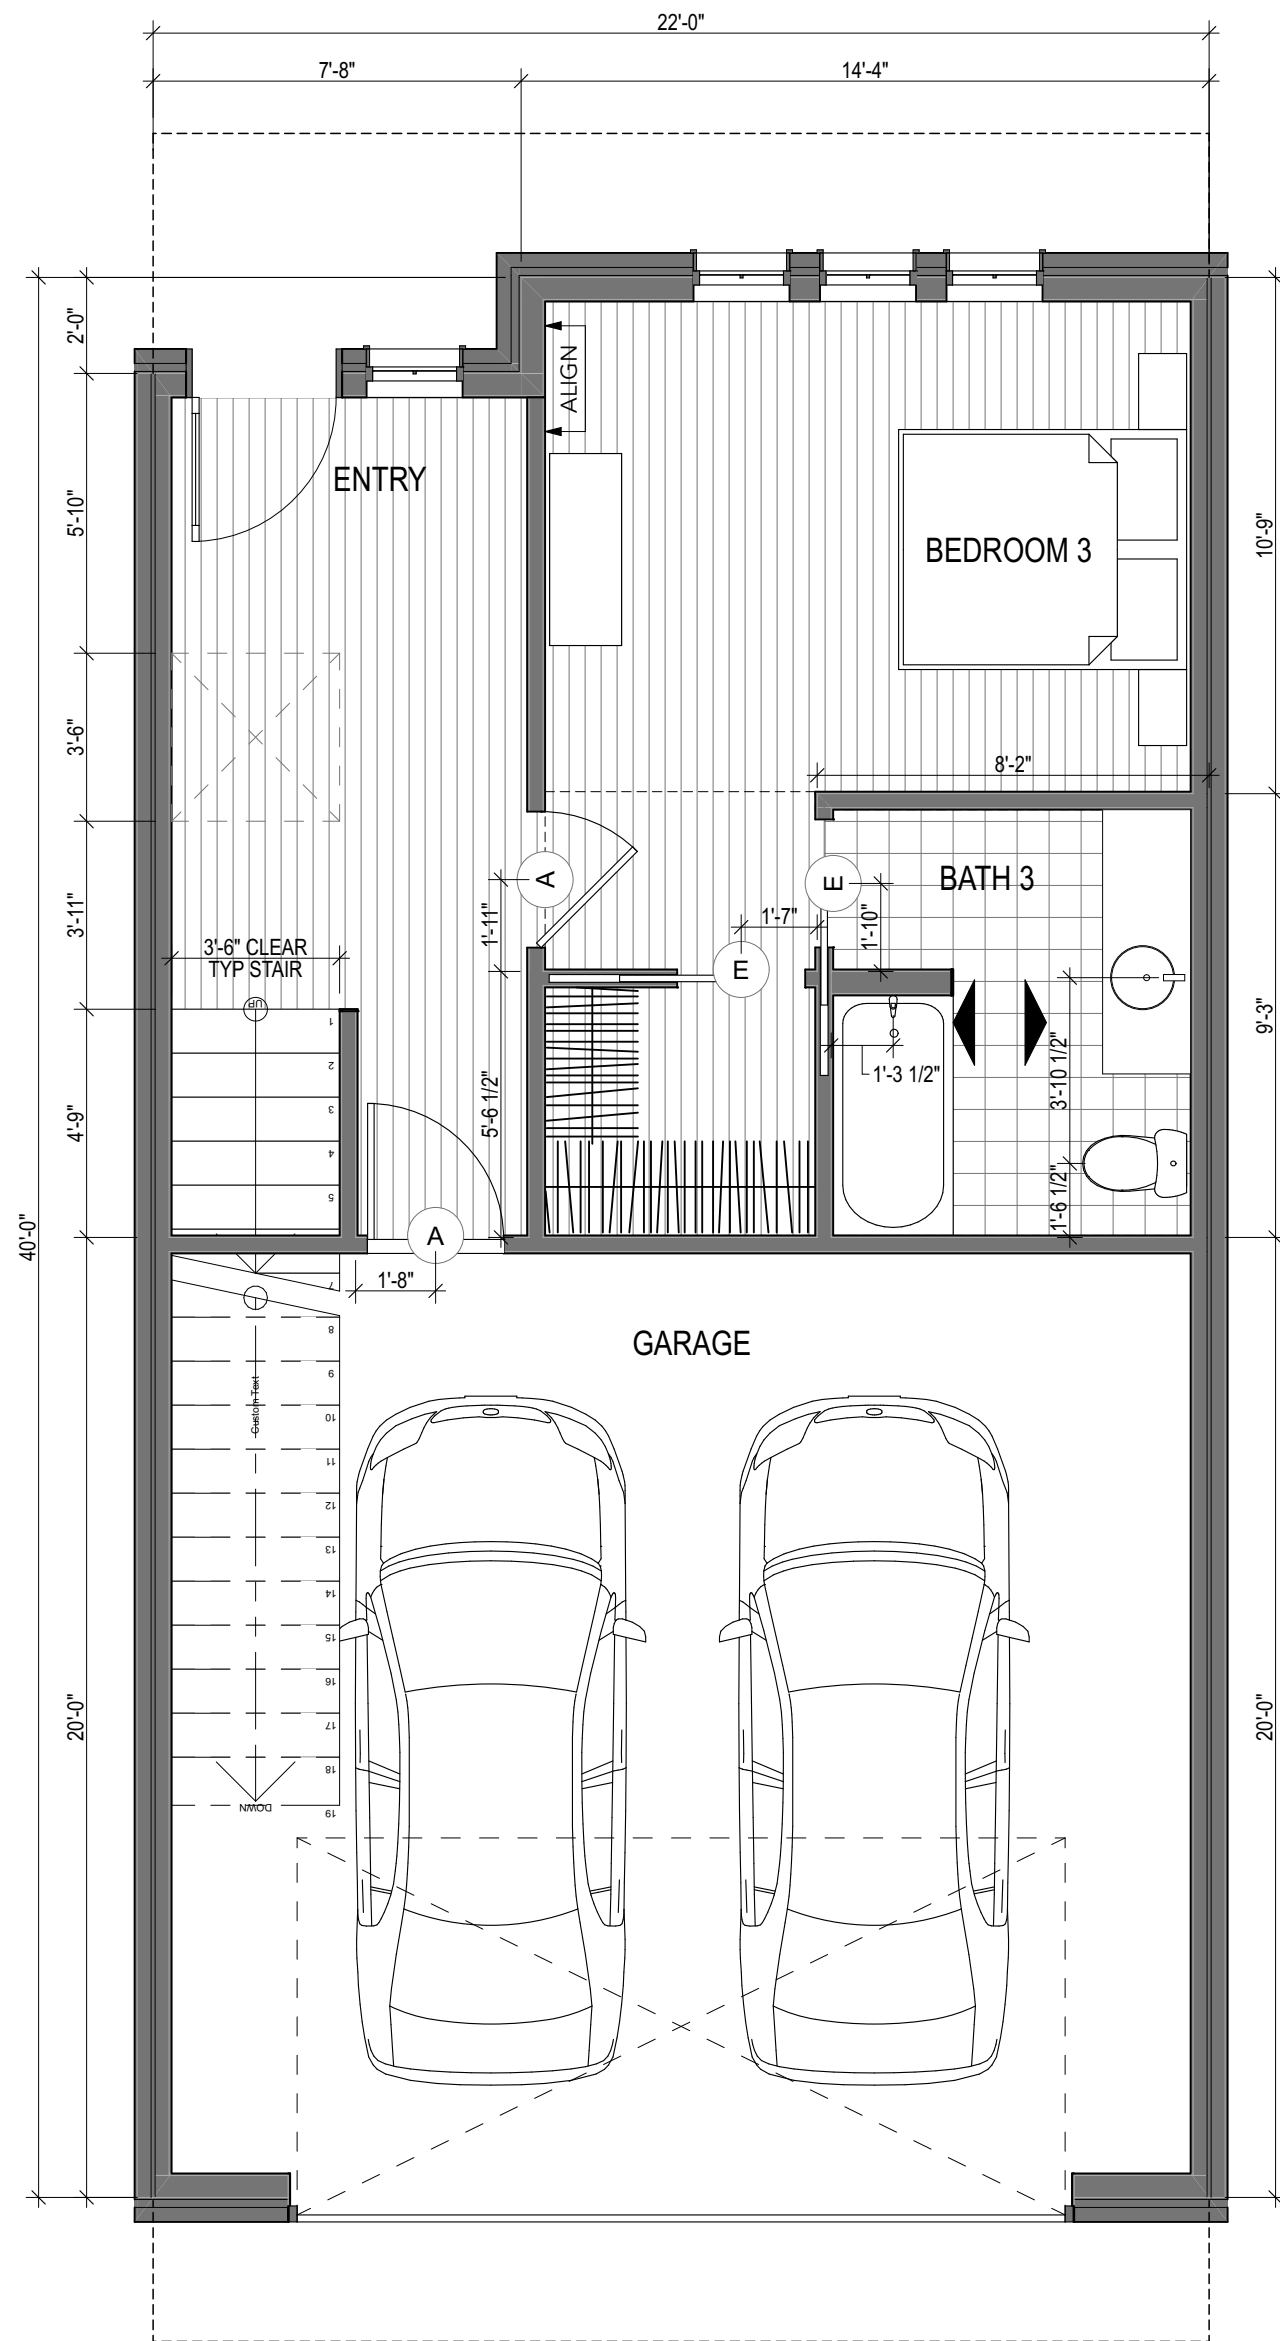 22'-0"
7'-8"
14'-4"
2'-0"
ALIGN
ENTRY
5'-10"
BEDROOM 3
10'-9"
3'-6"
8'-2"
A
E
BATH 3
3'-11"
1'-11"
1'-7"
1'-10"
3'-6" CLEAR
TYP STAIR
E
UP
1
2
3
4
5
4'-9"
5'-6 1/2"
1'-3 1/2"
3'-10 1/2"
9'-3"
1'-6 1/2"
40'-0"
A
7
1'-8"
GARAGE
8
9
Custom Text
10
11
12
13
14
15
16
17
18
19
DOWN
20'-0"
20'-0"